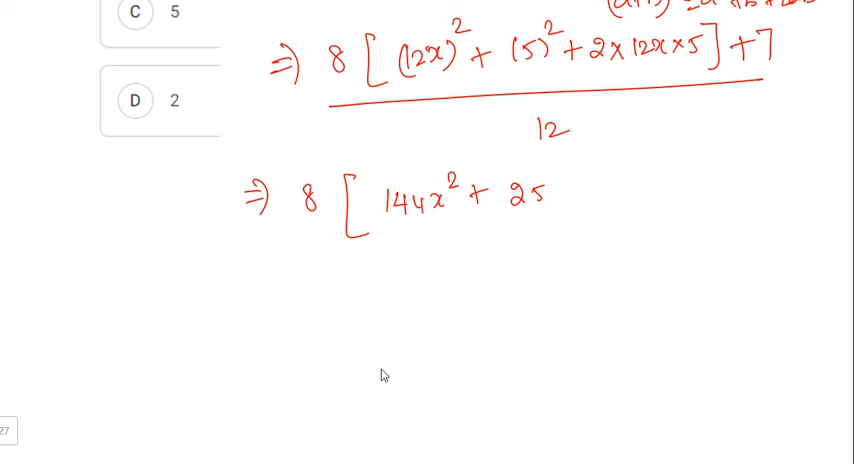 C 5
⇒ 8 [ (12x)² + (5)² + 2 × 12x × 5 ] + 7
12
D 2
⇒ 8 [ 144x² + 25
27